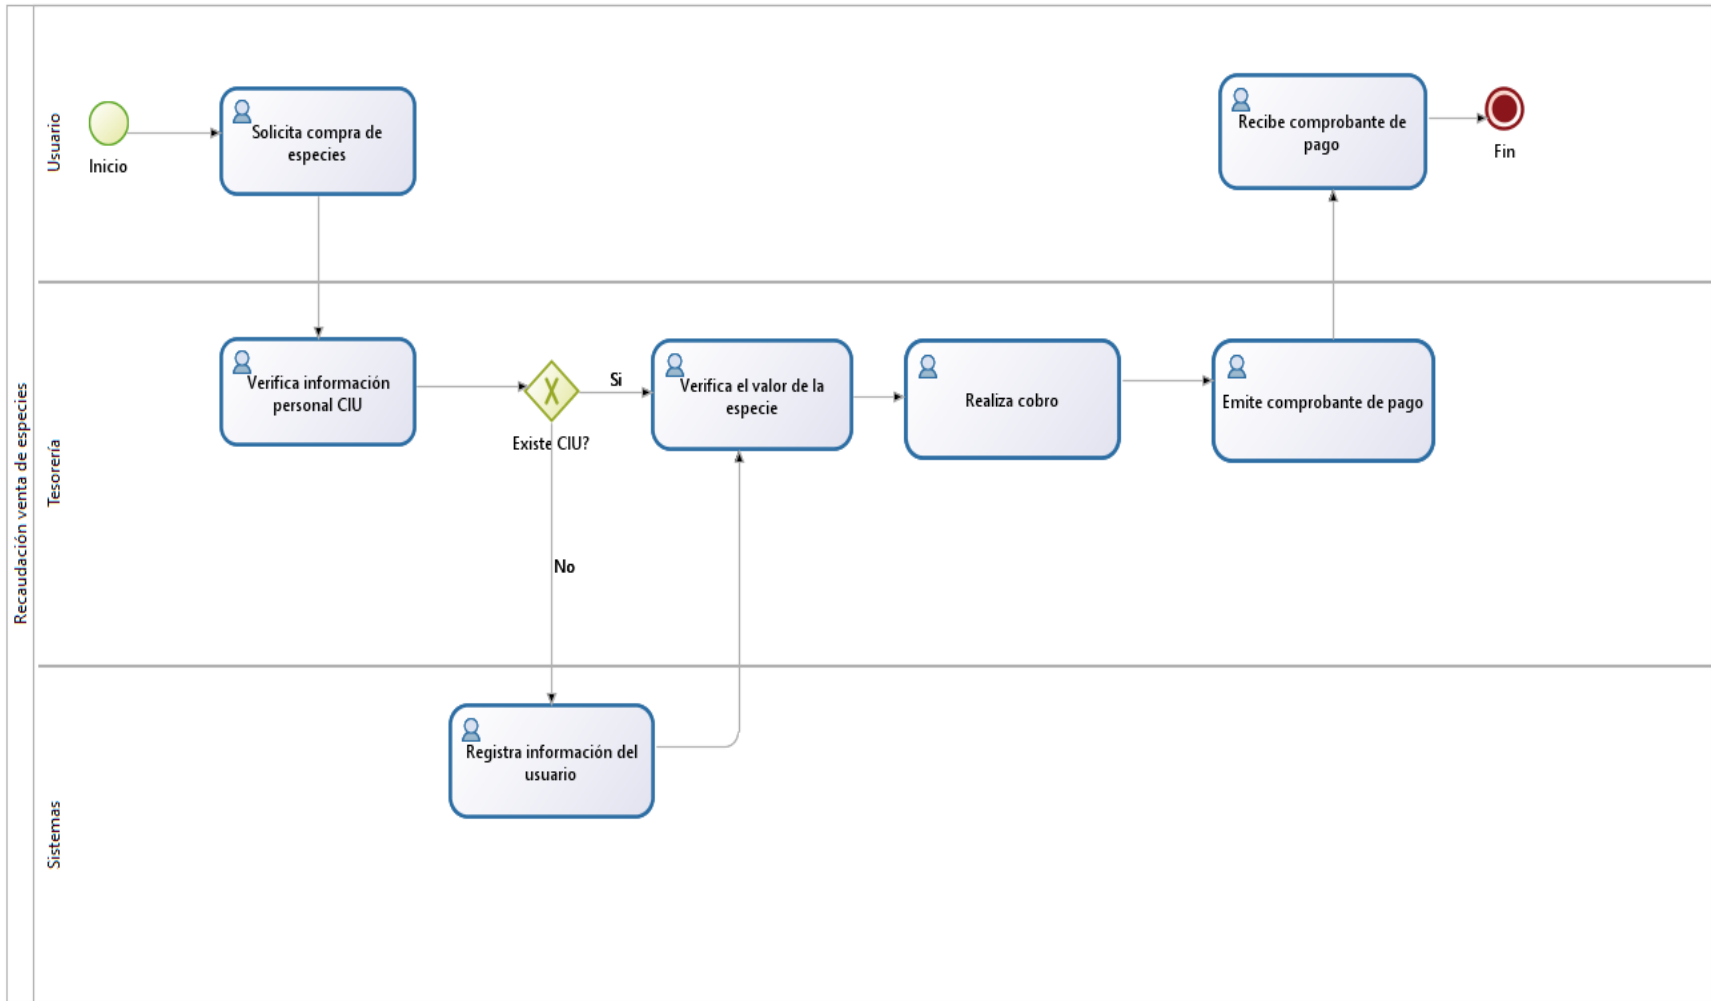 Recaudación venta de especies
Usuario
Inicio
Solicita compra de
especies
Recibe comprobante de
pago
Fin
Tesorería
Verifica información
personal CIU
Existe CIU?
Si
No
Verifica el valor de la
especie
Realiza cobro
Emite comprobante de pago
Sistemas
Registra información del
usuario